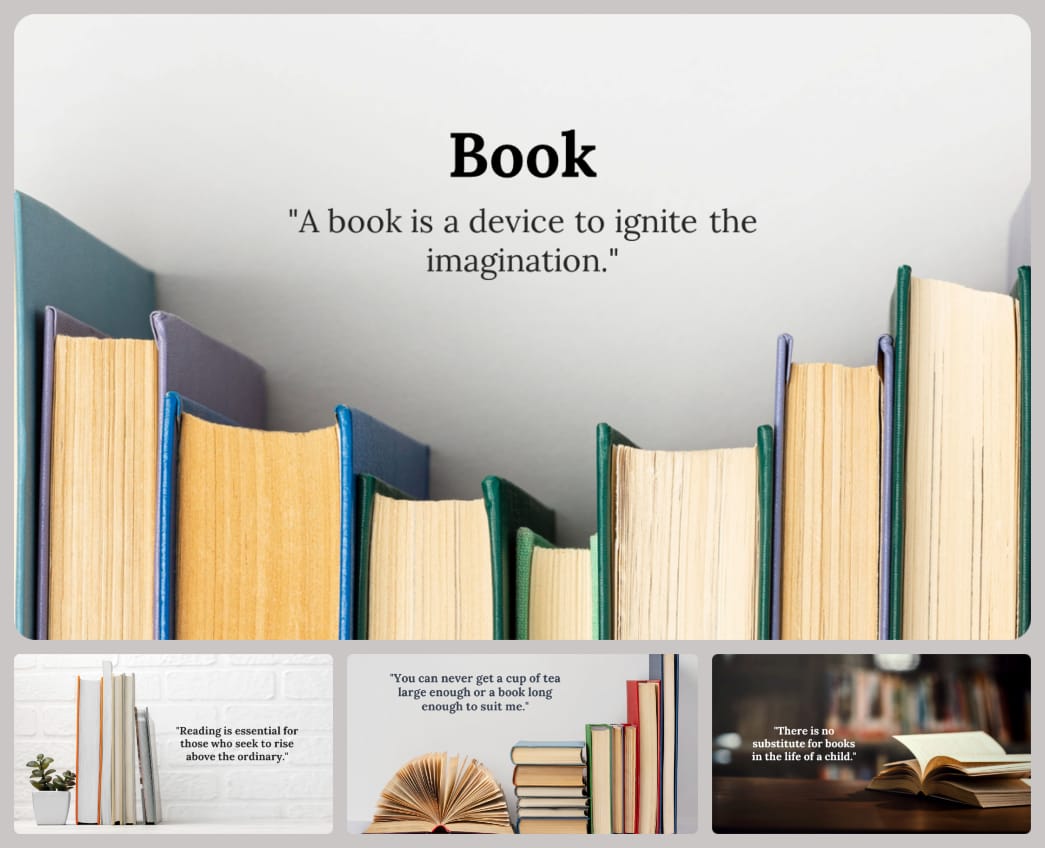 Book
"A book is a device to ignite the
imagination."
"Reading is essential for
those who seek to rise
above the ordinary."
"You can never get a cup of tea
large enough or a book long
enough to suit me."
"There is no
substitute for books
in the life of a child."